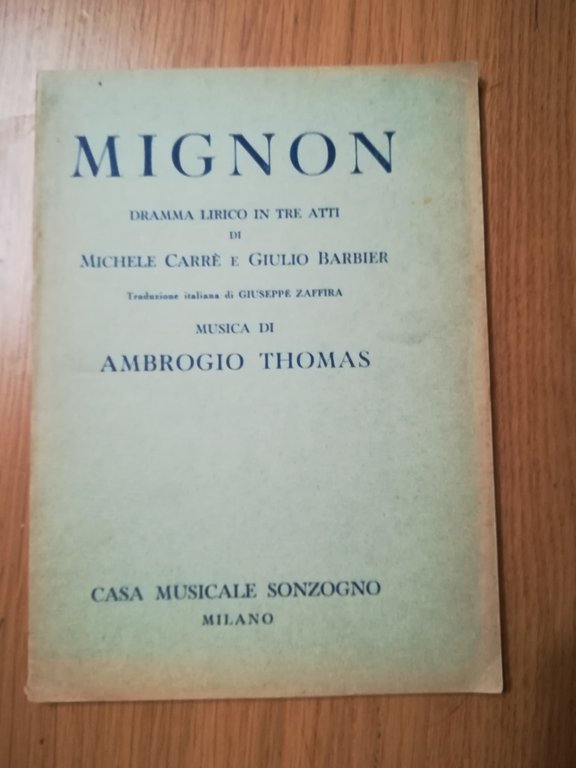 MIGNON
DRAMMA LIRICO IN TRE ATTI
DI
MICHELE CARRÈ E GIULIO BARBIER
Traduzione italiana di GIUSEPPÉ ZAFFIRA
MUSICA DI
AMBROGIO THOMAS
CASA MUSICALE SONZOGNO
MILANO